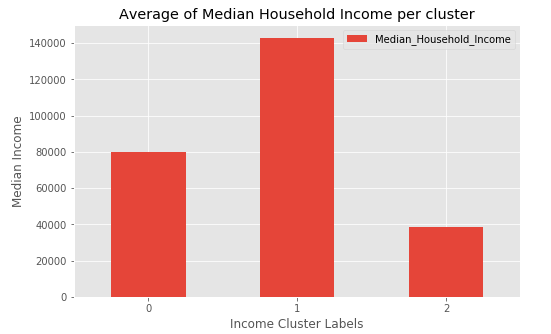 Average of Median Household Income per cluster
Median_Household_Income
Median Income
140000
120000
100000
80000
60000
40000
20000
0
0 1 2
Income Cluster Labels